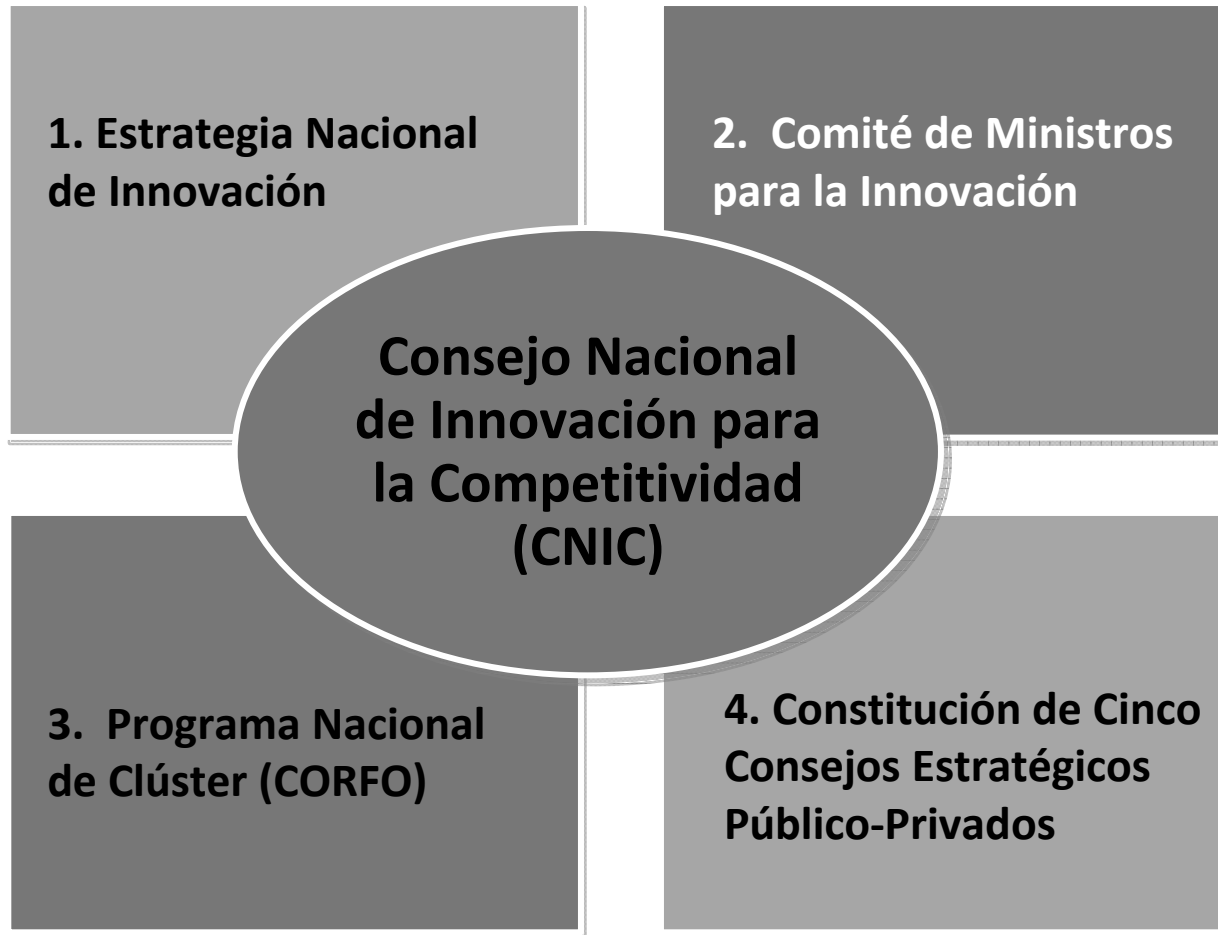 1. Estrategia Nacional
de Innovación
2. Comité de Ministros
para la Innovación
Consejo Nacional
de Innovación para
la Competitividad
(CNIC)
3. Programa Nacional
de Clúster (CORFO)
4. Constitución de Cinco
Consejos Estratégicos
Público-Privados